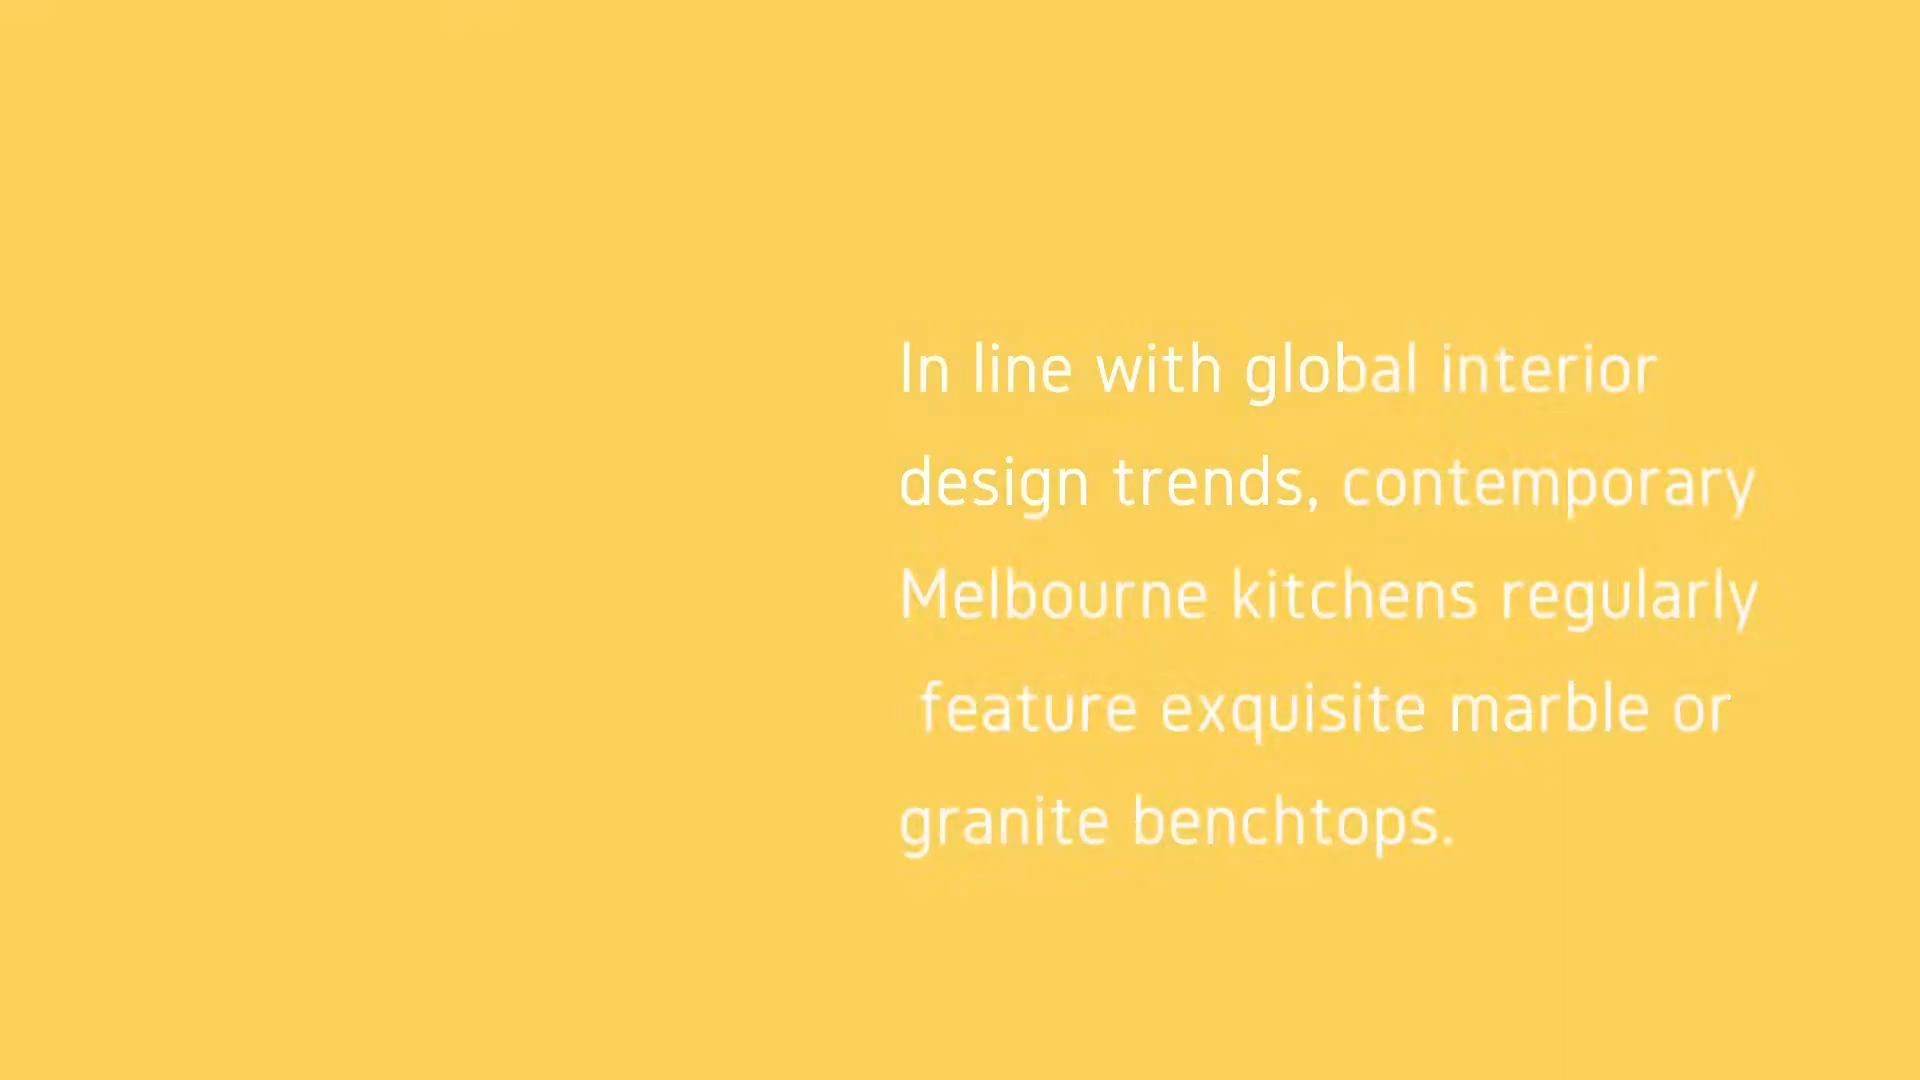 In line with global interior
design trends, contemporary
Melbourne kitchens regularly
feature exquisite marble or
granite benchtops.